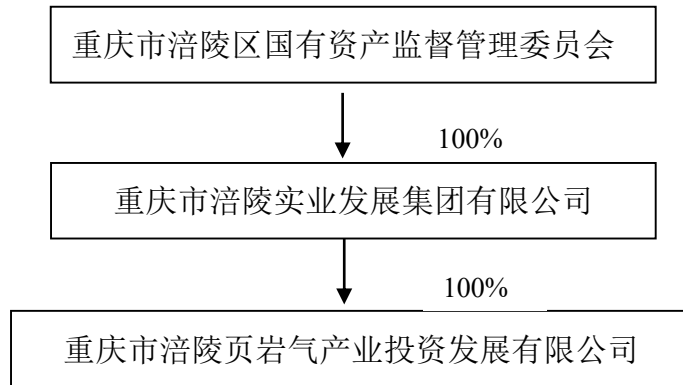 重庆市涪陵区国有资产监督管理委员会
100%
重庆市涪陵实业发展集团有限公司
100%
重庆市涪陵页岩气产业投资发展有限公司